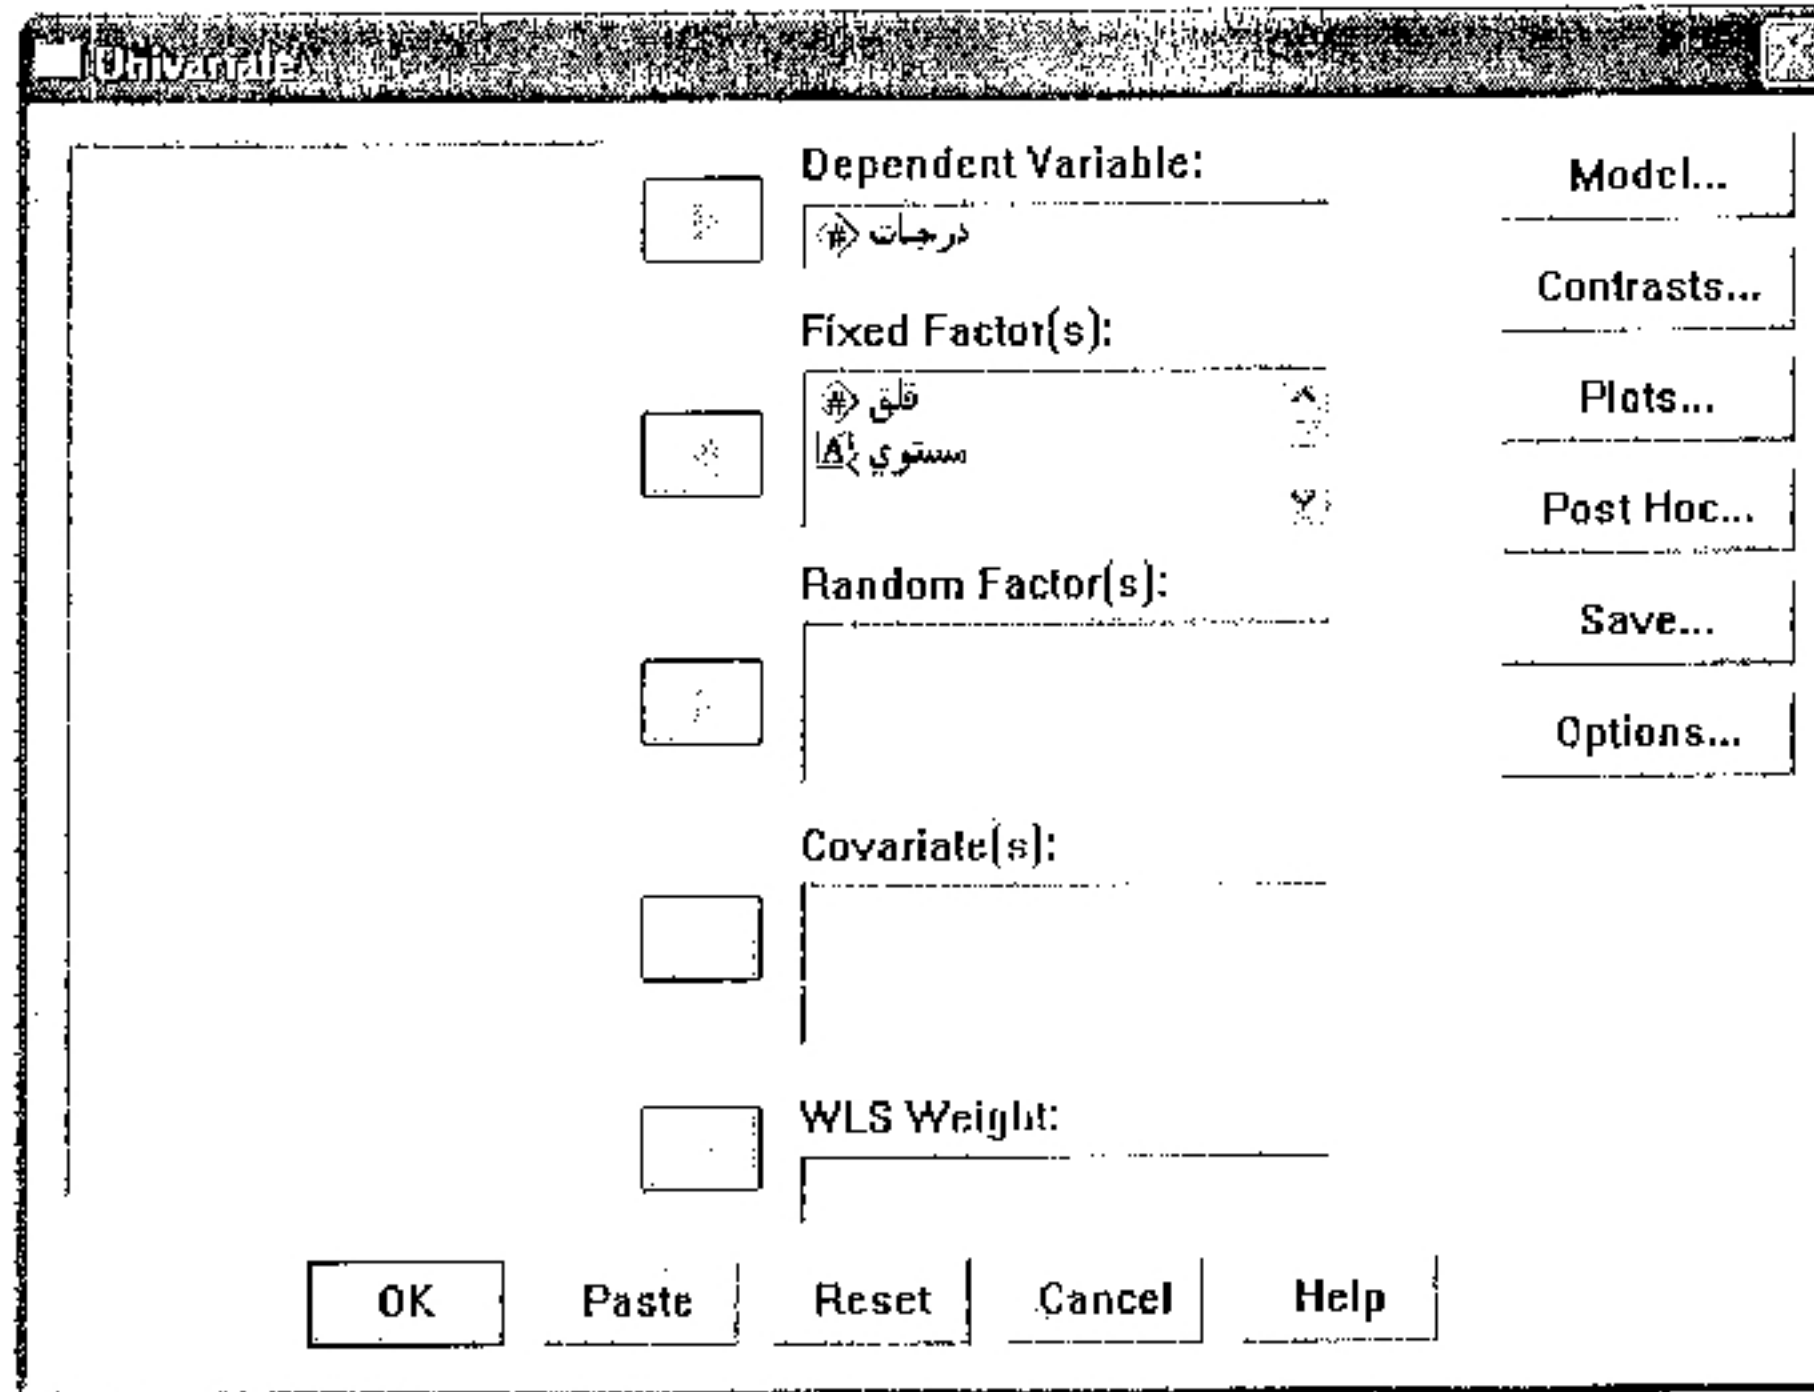 Univariate
Dependent Variable:
درجات
Fixed Factor(s):
قلق
مستوي
Random Factor(s):
Covariate(s):
WLS Weight:
Model...
Contrasts...
Plots...
Post Hoc...
Save...
Options...
OK
Paste
Reset
Cancel
Help